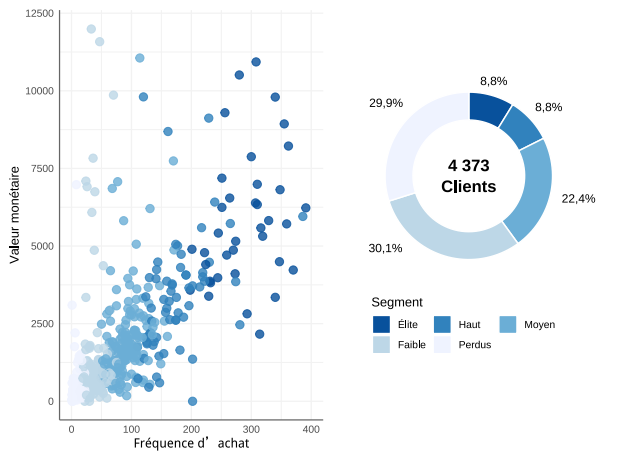 12500
10000
7500
5000
2500
0
Valeur monétaire
0 100 200 300 400
Fréquence d’ achat
8,8%
8,8%
22,4%
30,1%
29,9%
4 373
Clients
Segment
Élite Haut Moyen
Faible Perdus